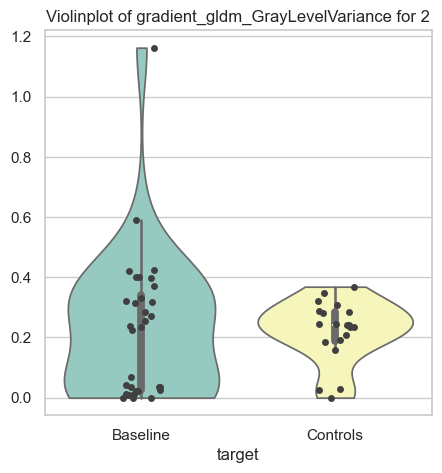 Violinplot of gradient_gldm_GrayLevelVariance for 2
1.2
1.0
0.8
0.6
0.4
0.2
0.0
Baseline Controls
target